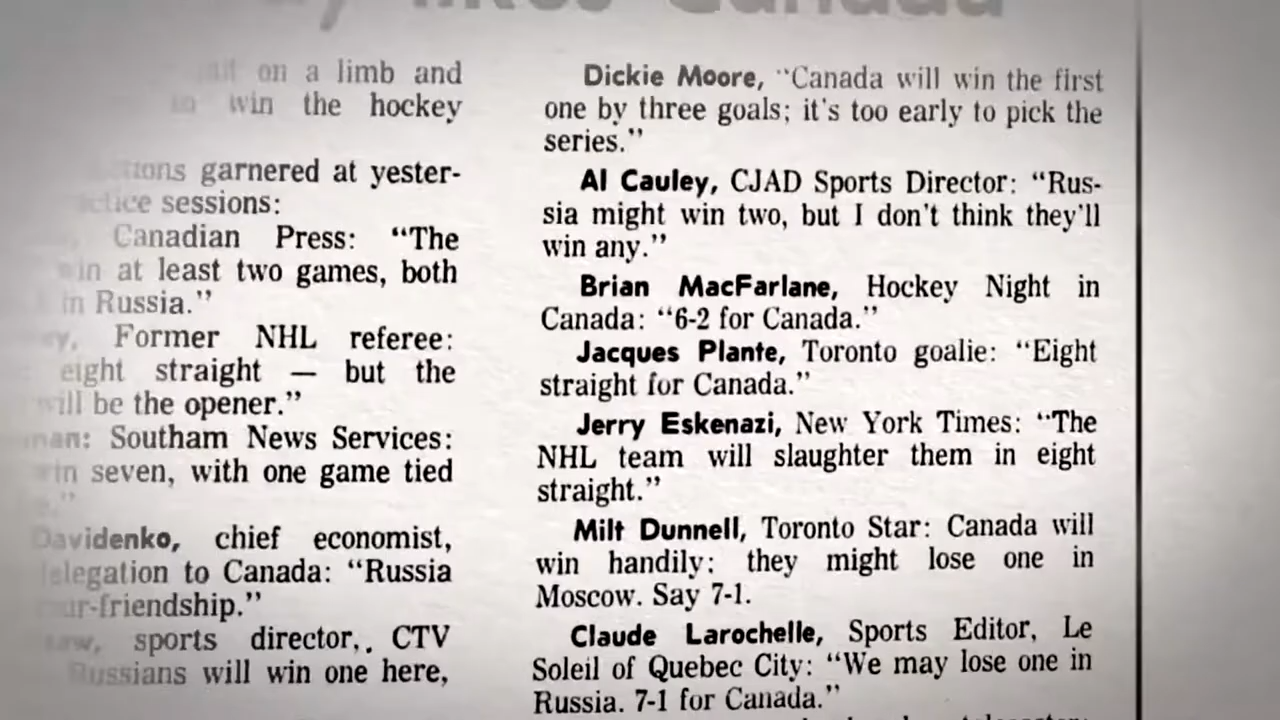 likes Canada
on a limb and
win the hockey
garnered at yester-
sessions:
Canadian Press: “The
in at least two games, both
in Russia.”
Former NHL referee:
eight straight — but the
will be the opener.”
Southam News Services:
seven, with one game tied
Davidenko, chief economist,
to Canada: “Russia
friendship.”
sports director,. CTV
Russians will win one here,
Dickie Moore, “Canada will win the first
one by three goals; it's too early to pick the
series.”
Al Cauley, CJAD Sports Director: “Rus-
sia might win two, but I don't think they'll
win any.”
Brian MacFarlane, Hockey Night in
Canada: “6-2 for Canada.”
Jacques Plante, Toronto goalie: “Eight
straight for Canada.”
Jerry Eskenazi, New York Times: “The
NHL team will slaughter them in eight
straight.”
Milt Dunnell, Toronto Star: Canada will
win handily: they might lose one in
Moscow. Say 7-1.
Claude Larochelle, Sports Editor, Le
Soleil of Quebec City: “We may lose one in
Russia. 7-1 for Canada.”